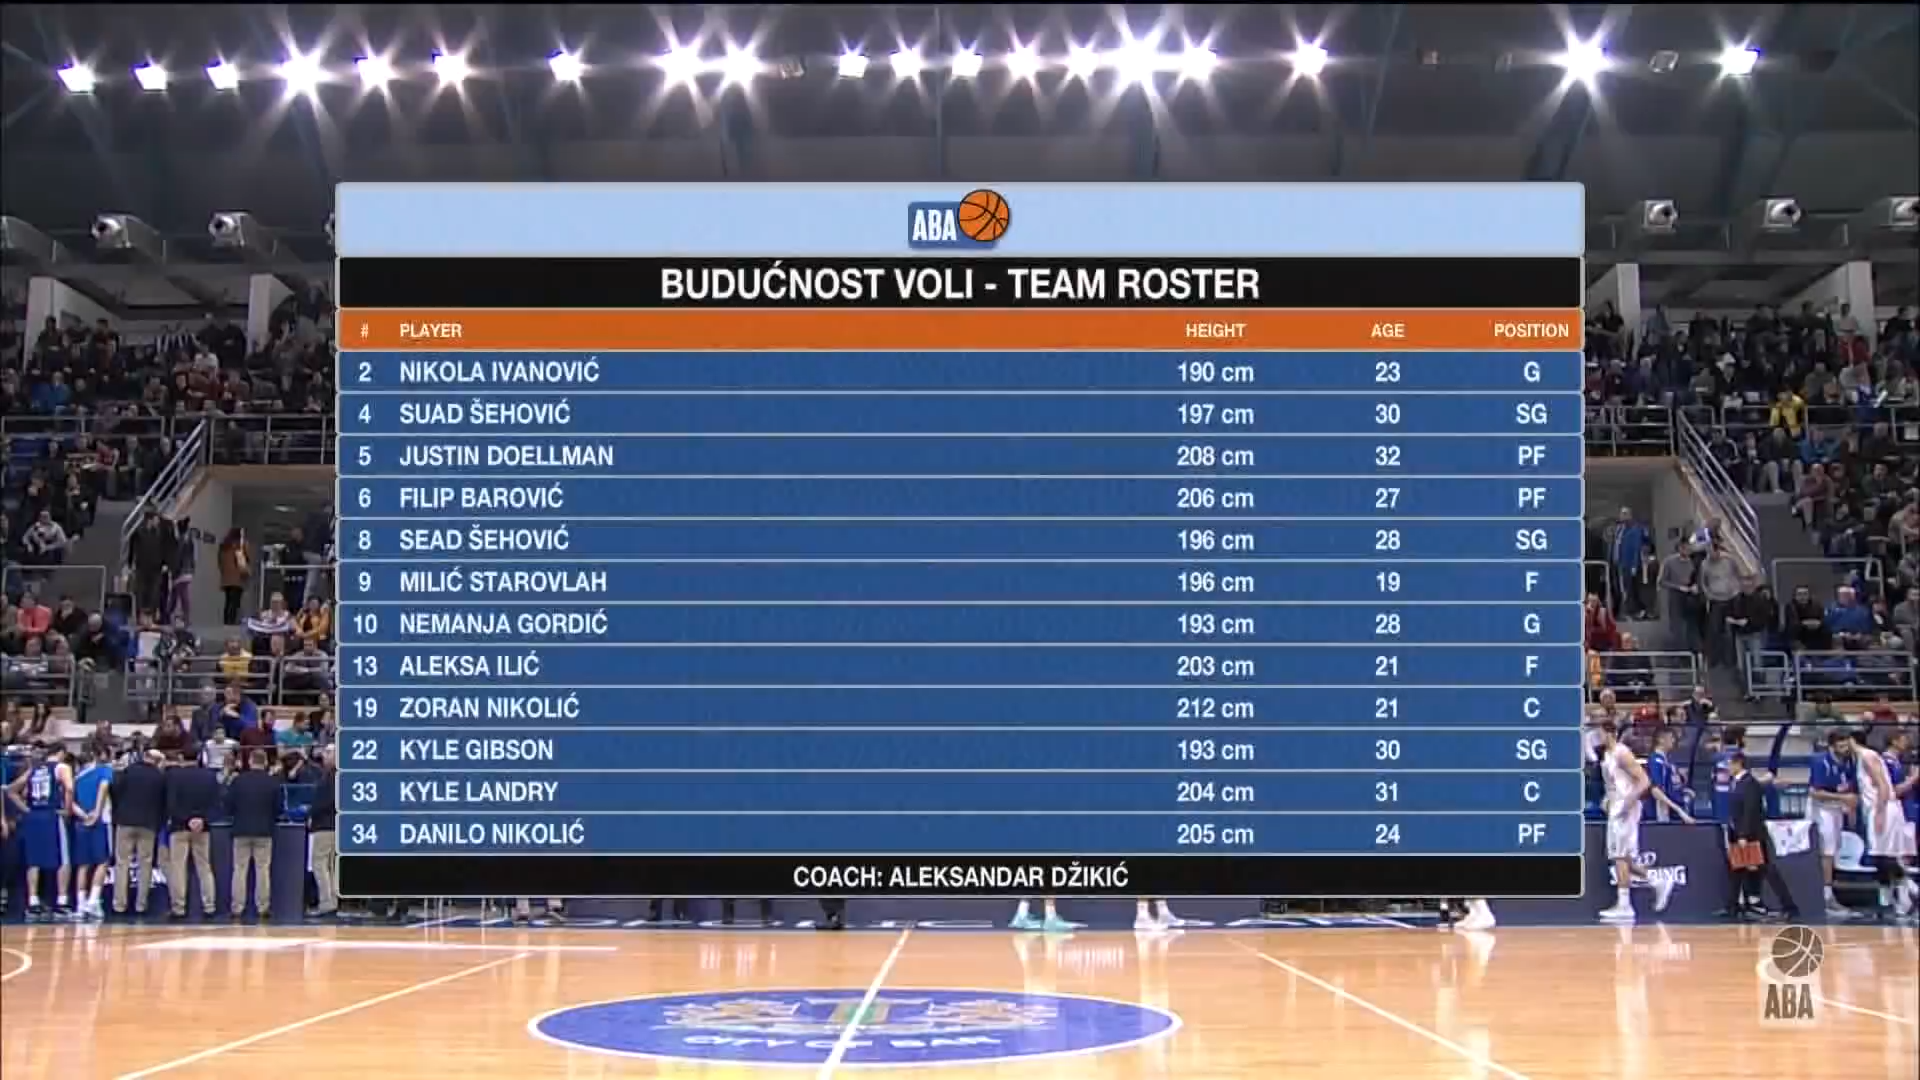 ABA
BUDUĆNOST VOLI - TEAM ROSTER
# PLAYER HEIGHT AGE POSITION
2 NIKOLA IVANOVIĆ 190 cm 23 G
4 SUAD ŠEHOVIĆ 197 cm 30 SG
5 JUSTIN DOELLMAN 208 cm 32 PF
6 FILIP BAROVIĆ 206 cm 27 PF
8 SEAD ŠEHOVIĆ 196 cm 28 SG
9 MILIĆ STAROVLAH 196 cm 19 F
10 NEMANJA GORDIĆ 193 cm 28 G
13 ALEKSA ILIĆ 203 cm 21 F
19 ZORAN NIKOLIĆ 212 cm 21 C
22 KYLE GIBSON 193 cm 30 SG
33 KYLE LANDRY 204 cm 31 C
34 DANILO NIKOLIĆ 205 cm 24 PF
COACH: ALEKSANDAR DŽIKIĆ
CITY OF BAR
ABA